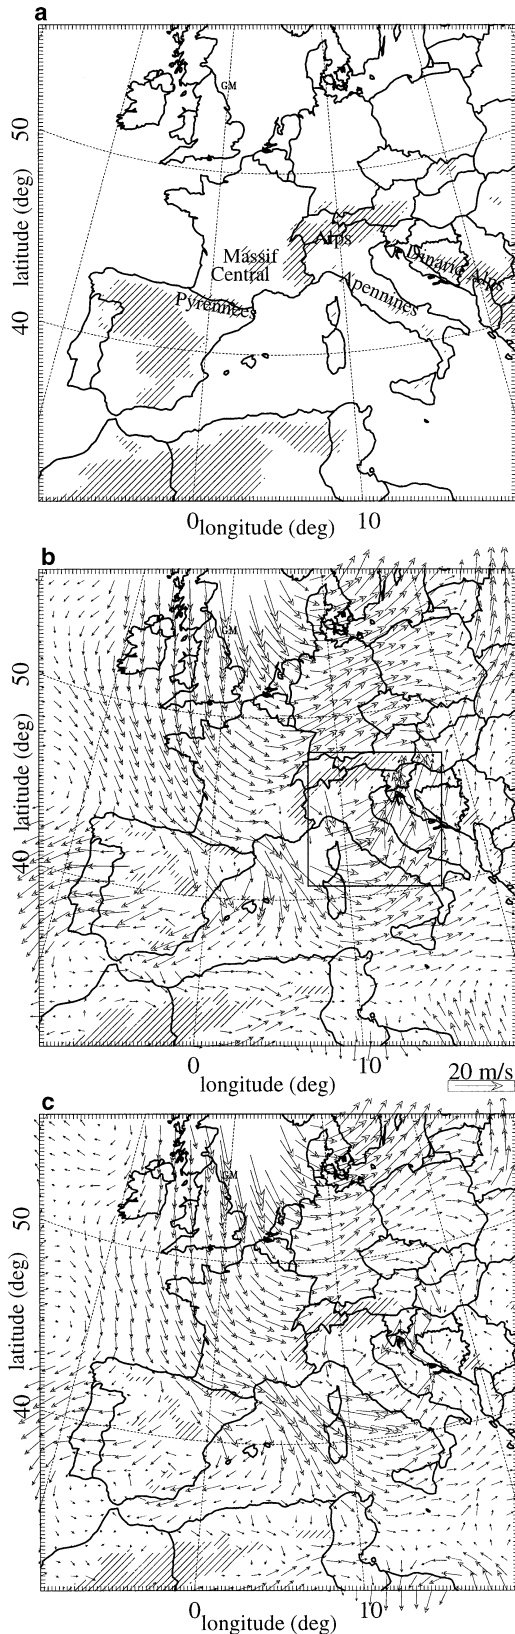 a
GM
50
latitude (deg)
Alps
Massif
Central
Dinaric Alps
Apennines
Pyrennees
40
0
longitude (deg)
10
b
GM
50
latitude (deg)
40
0
10
longitude (deg)
20 m/s
c
GM
50
latitude (deg)
40
0
10
longitude (deg)